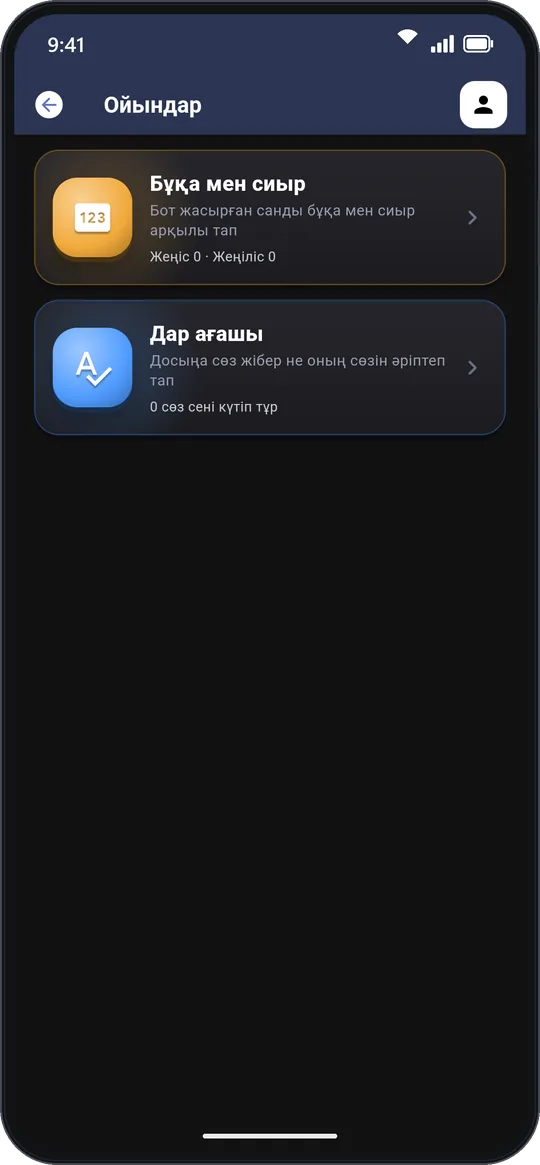 9:41
Ойындар
123
Бұқа мен сиыр
Бот жасырған санды бұқа мен сиыр
арқылы тап
Жеңіс 0 · Жеңіліс 0
A
Дар ағашы
Досыңа сөз жібер не оның сөзін әріптеп
тап
0 сөз сені күтіп тұр